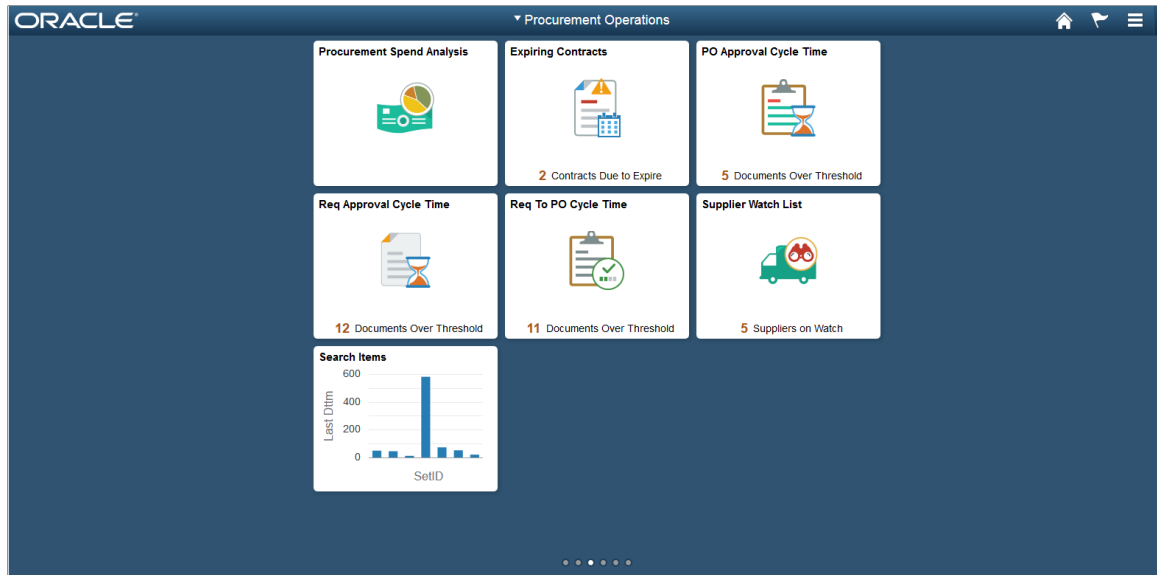 ORACLE
Procurement Operations
Procurement Spend Analysis
Expiring Contracts
2 Contracts Due to Expire
PO Approval Cycle Time
5 Documents Over Threshold
Req Approval Cycle Time
12 Documents Over Threshold
Req To PO Cycle Time
11 Documents Over Threshold
Supplier Watch List
5 Suppliers on Watch
Search Items
Last Dttm
600
400
200
0
SetID